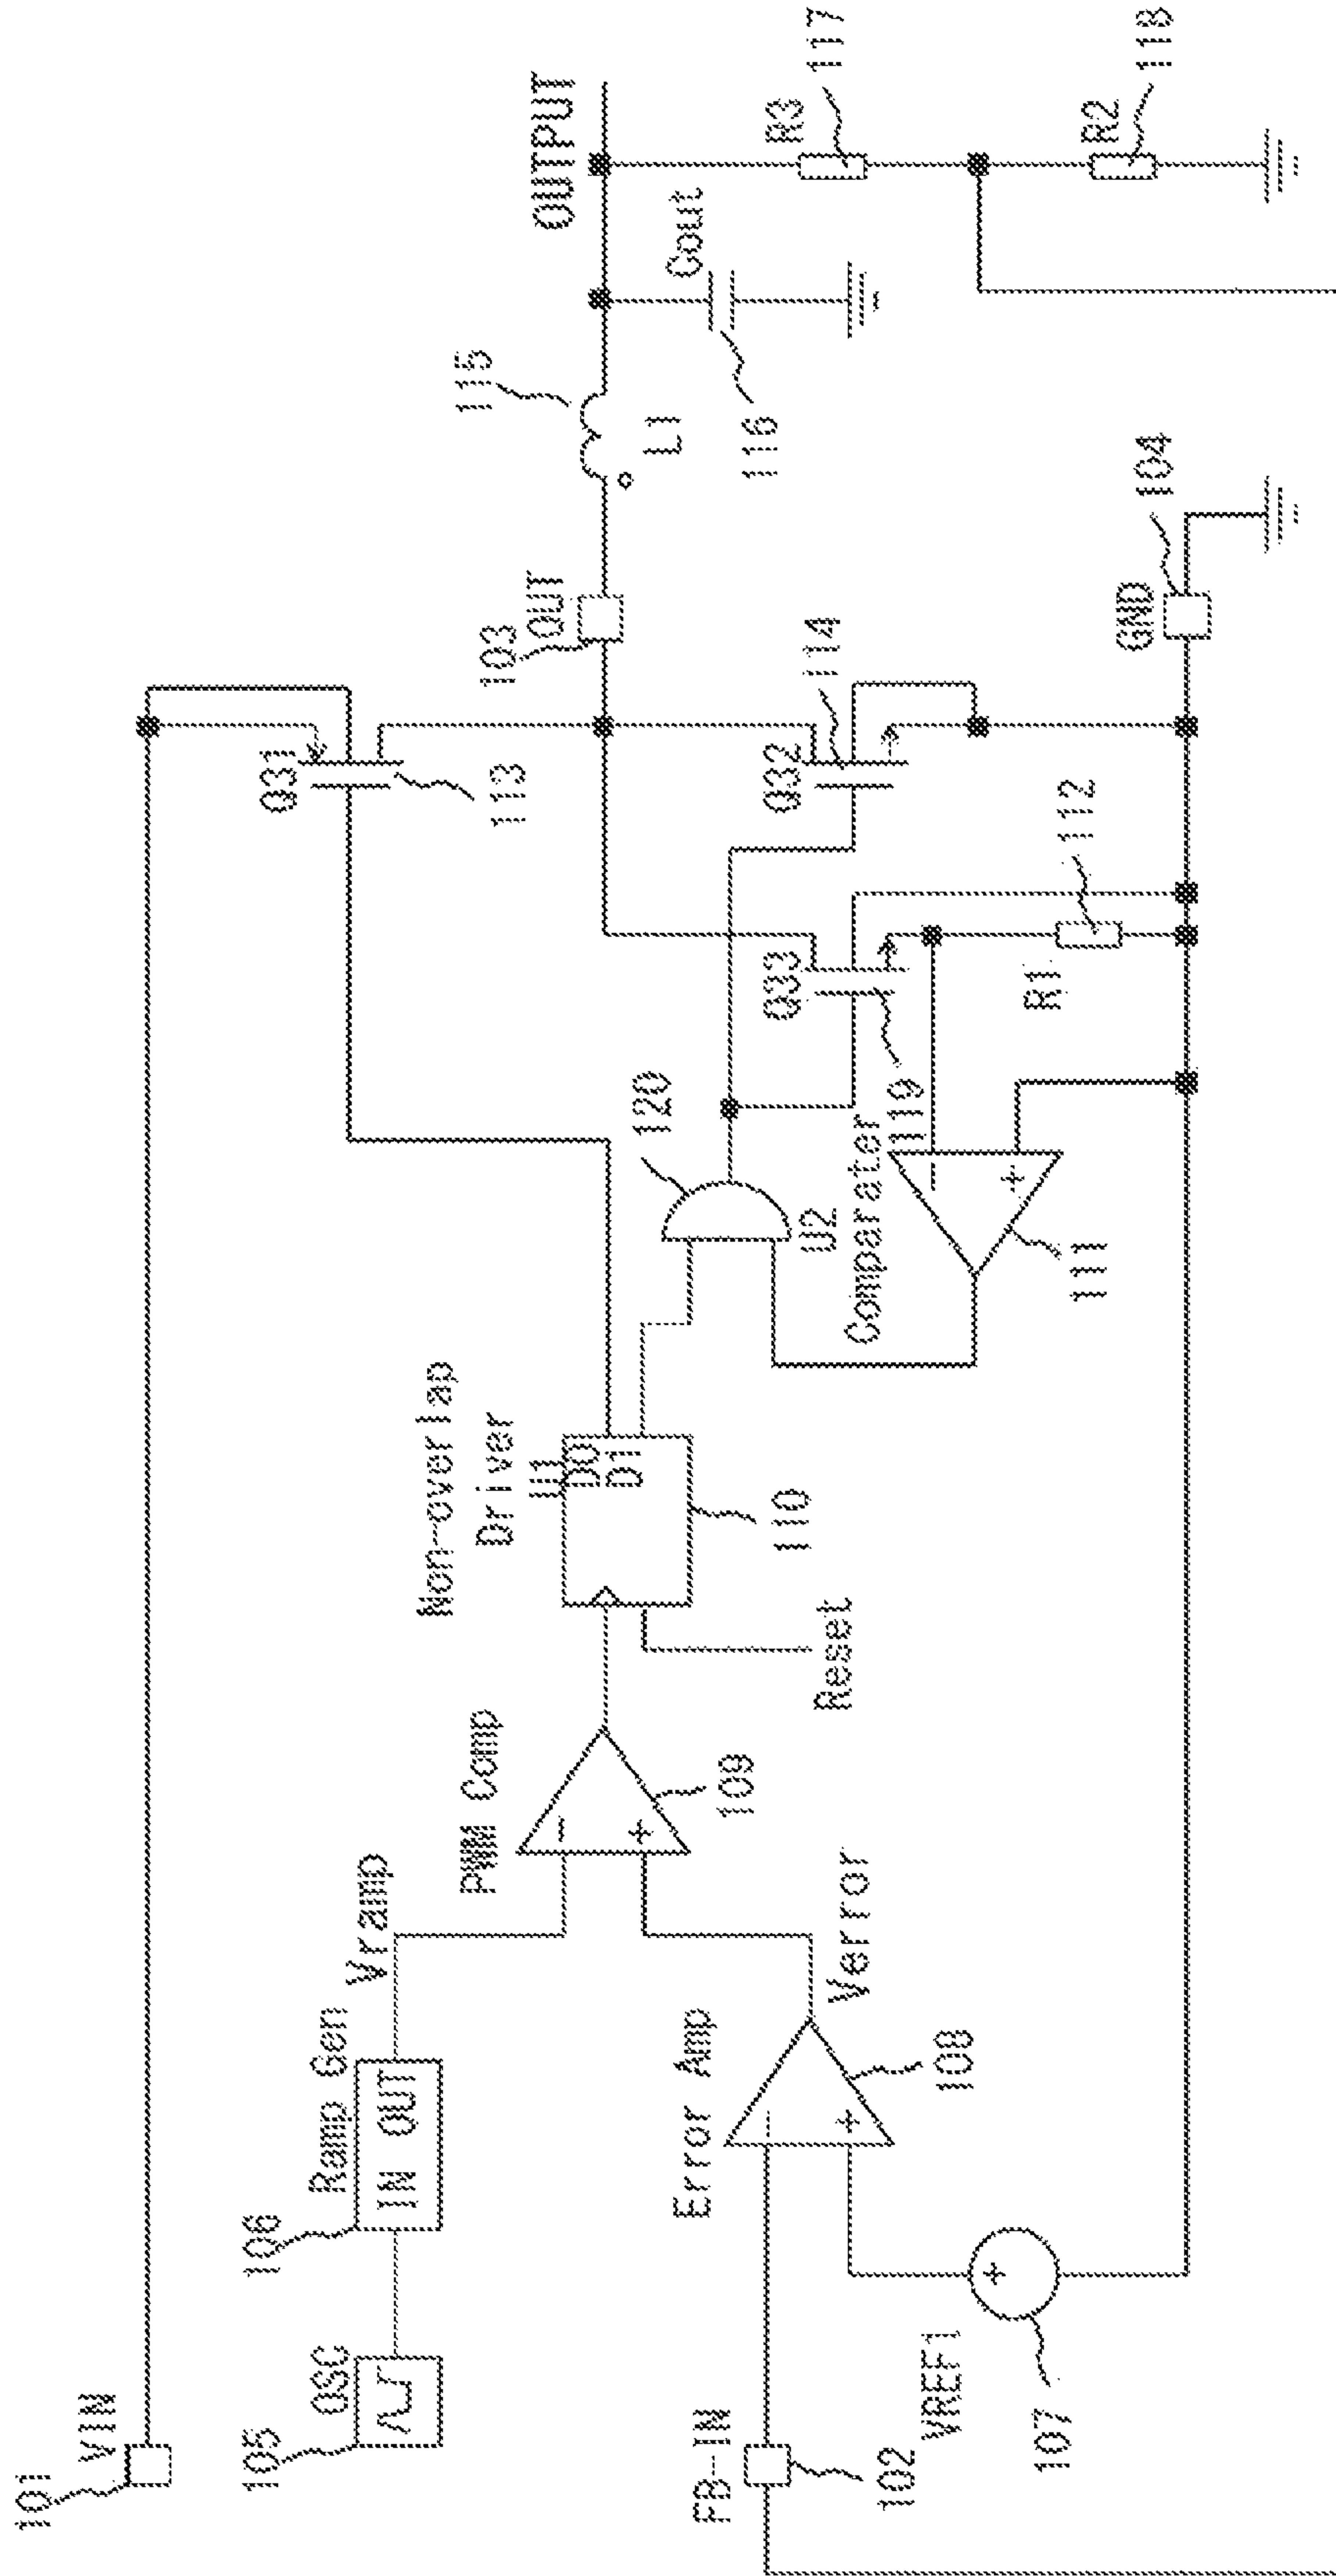 101
VIN
105
OSC
106
Ramp Gen
IN OUT
Vramp
PWM Comp
109
Non-overlap
Driver
U1
D0
D1
110
Reset
FB-IN
102
VREF1
107
+
Error Amp
-
+
108
Verror
-
+
120
U2
Comparater
-
+
111
Q31
113
Q33
119
R1
112
Q32
114
103
OUT
GND
104
115
L1
116
Cout
OUTPUT
R3
117
R2
118